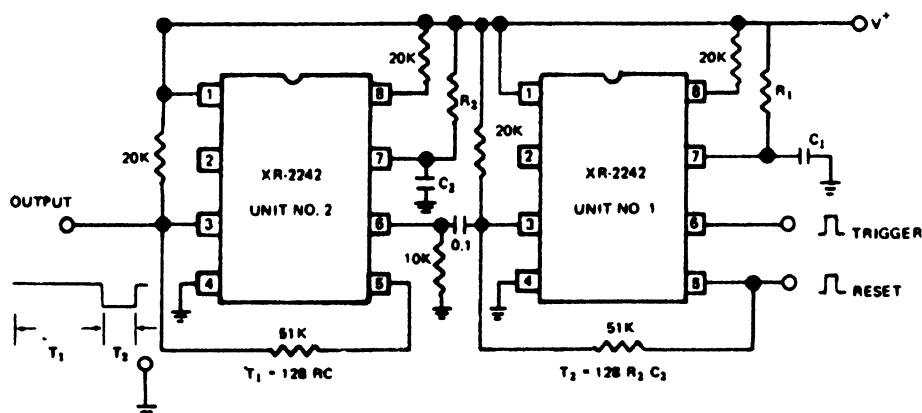 V+
20K
20K
R2
R1
1
8
1
8
20K
C1
20K
2
XR-2242
7
2
XR-2242
7
C2
OUTPUT
UNIT NO. 2
UNIT NO 1
3
6
0.1
3
6
TRIGGER
10K
4
5
4
5
RESET
51K
51K
T1
T2
T1 = 128 RC
T2 = 128 R2 C2